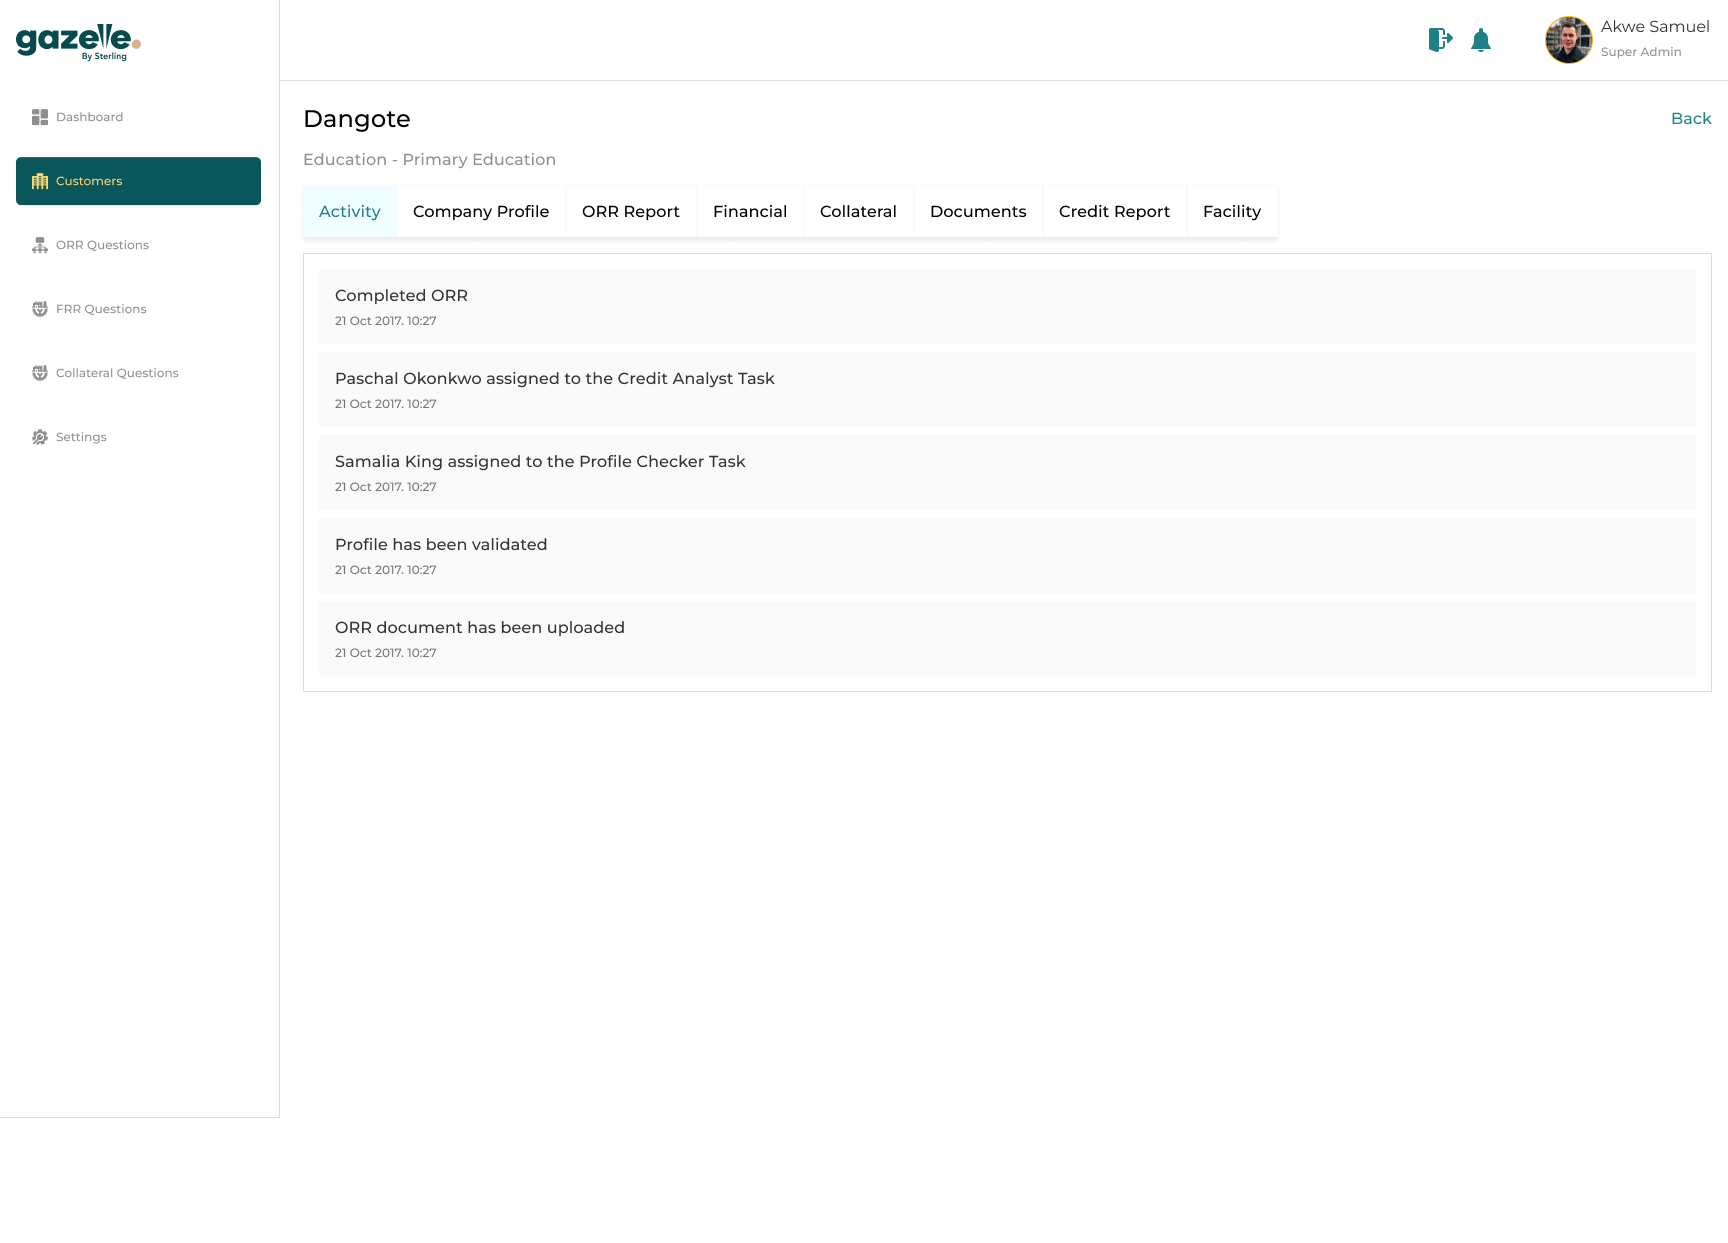 gazelle.
By Sterling
Akwe Samuel
Super Admin
Dashboard
Customers
ORR Questions
FRR Questions
Collateral Questions
Settings
Dangote
Back
Education - Primary Education
Activity
Company Profile
ORR Report
Financial
Collateral
Documents
Credit Report
Facility
Completed ORR
21 Oct 2017. 10:27
Paschal Okonkwo assigned to the Credit Analyst Task
21 Oct 2017. 10:27
Samalia King assigned to the Profile Checker Task
21 Oct 2017. 10:27
Profile has been validated
21 Oct 2017. 10:27
ORR document has been uploaded
21 Oct 2017. 10:27